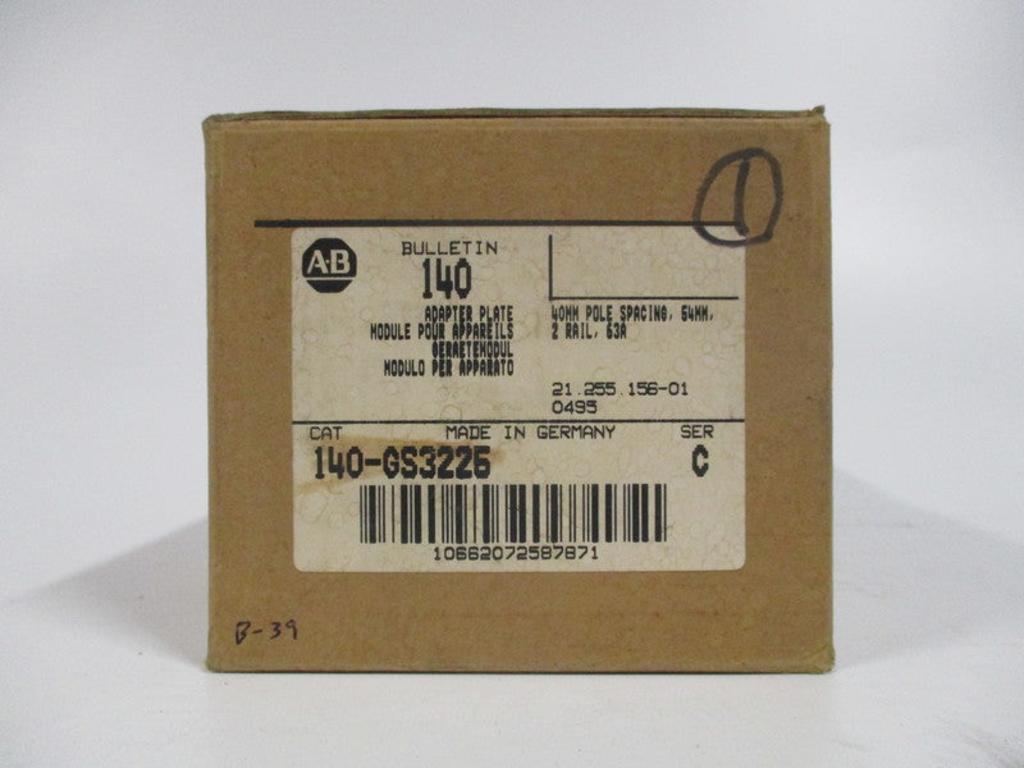 1
A-B
BULLETIN
140
ADAPTER PLATE
MODULE POUR APPAREILS
GERAETEMODUL
MODULO PER APPARATO
40MM POLE SPACING, 54MM,
2 RAIL, 63A
21.255.156-01
0495
CAT MADE IN GERMANY SER
140-GS3226 C
10662072587871
B-39